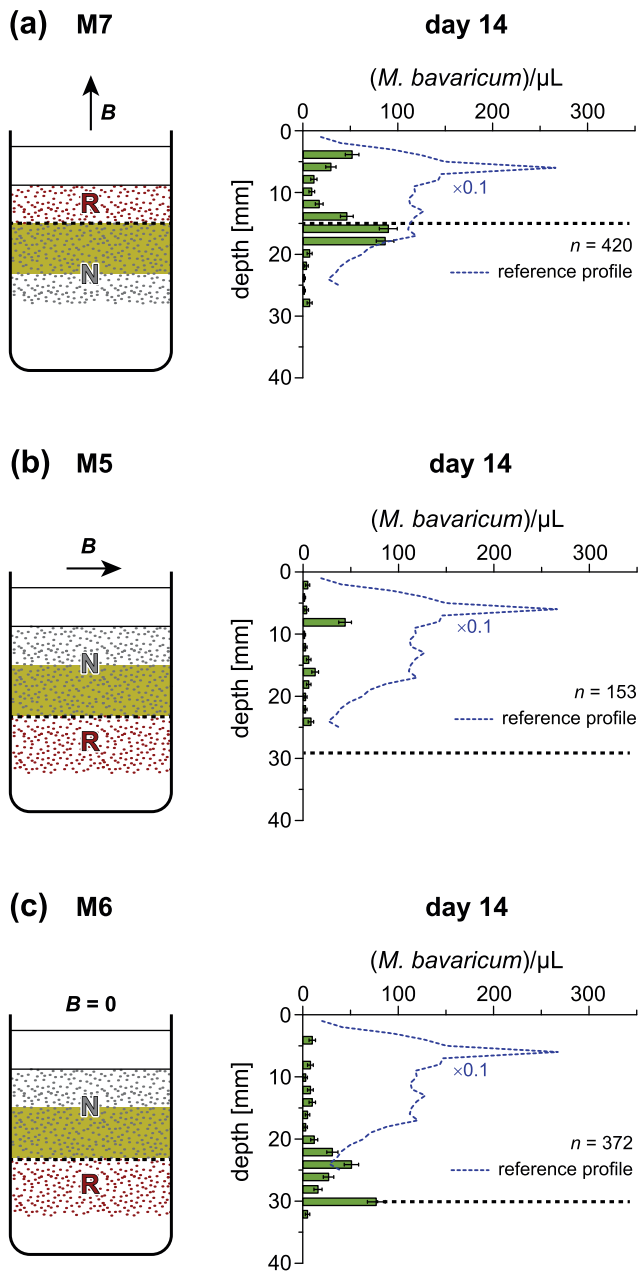 (a) M7 day 14
B
(M. bavaricum)/µL
0 100 200 300
0
10
20
30
40
depth [mm]
R
N
×0.1
n = 420
reference profile
(b) M5 day 14
B
(M. bavaricum)/µL
0 100 200 300
0
10
20
30
40
depth [mm]
N
R
×0.1
n = 153
reference profile
(c) M6 day 14
B = 0
(M. bavaricum)/µL
0 100 200 300
0
10
20
30
40
depth [mm]
N
R
×0.1
n = 372
reference profile